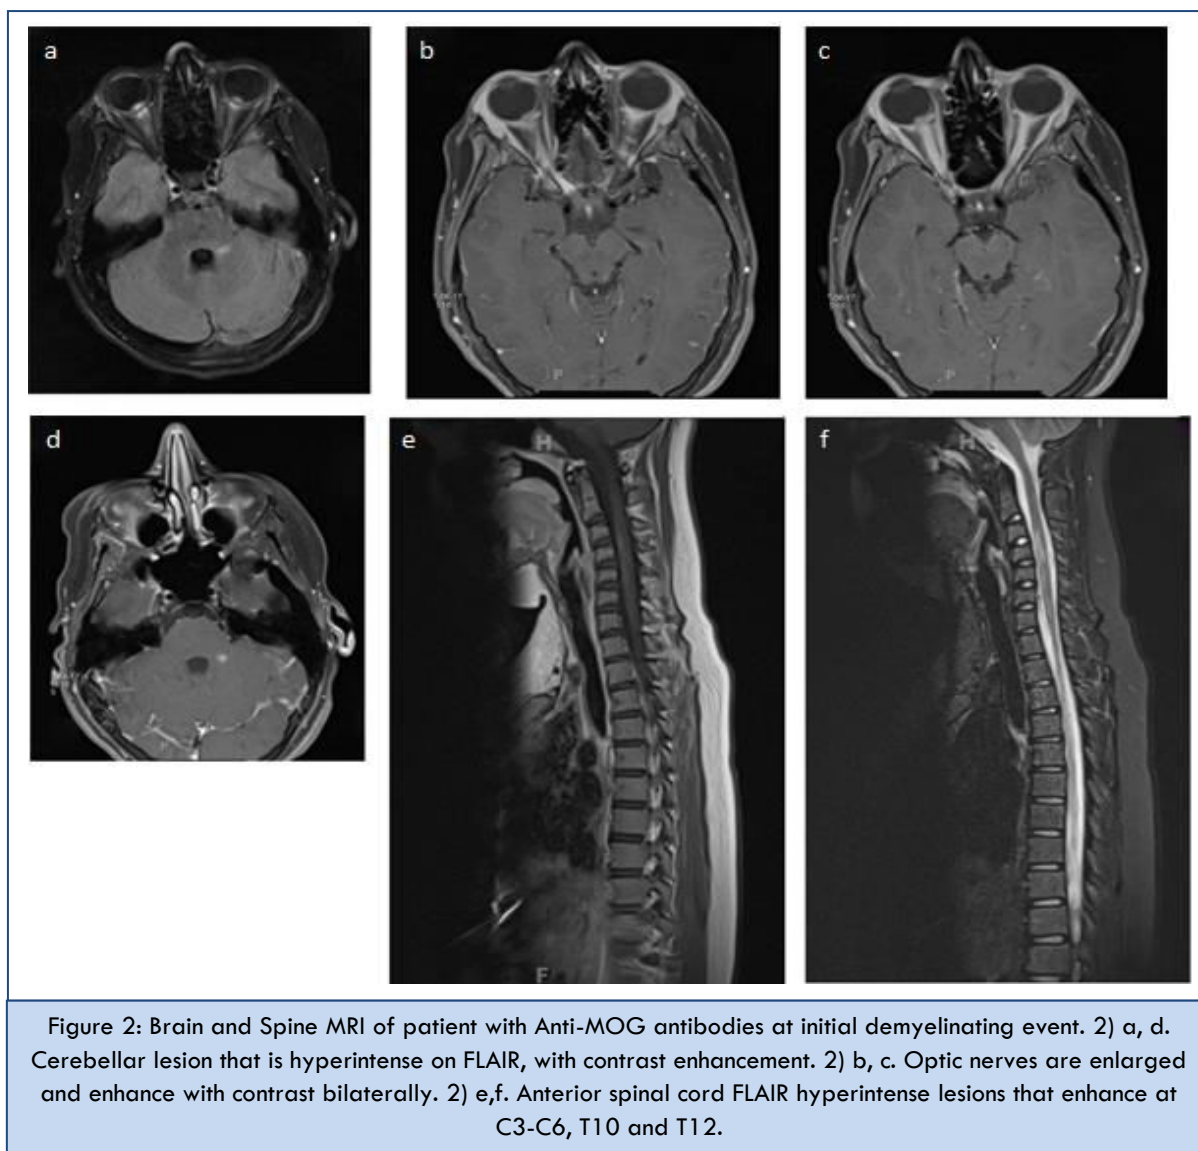 a
b
c
P
P
d
e
H
f
H
F
Figure 2: Brain and Spine MRI of patient with Anti-MOG antibodies at initial demyelinating event. 2) a, d.
Cerebellar lesion that is hyperintense on FLAIR, with contrast enhancement. 2) b, c. Optic nerves are enlarged
and enhance with contrast bilaterally. 2) e,f. Anterior spinal cord FLAIR hyperintense lesions that enhance at
C3-C6, T10 and T12.